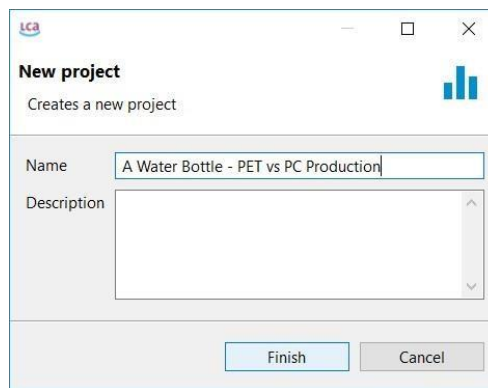 LCA
New project
Creates a new project
Name A Water Bottle - PET vs PC Production
Description
Finish Cancel